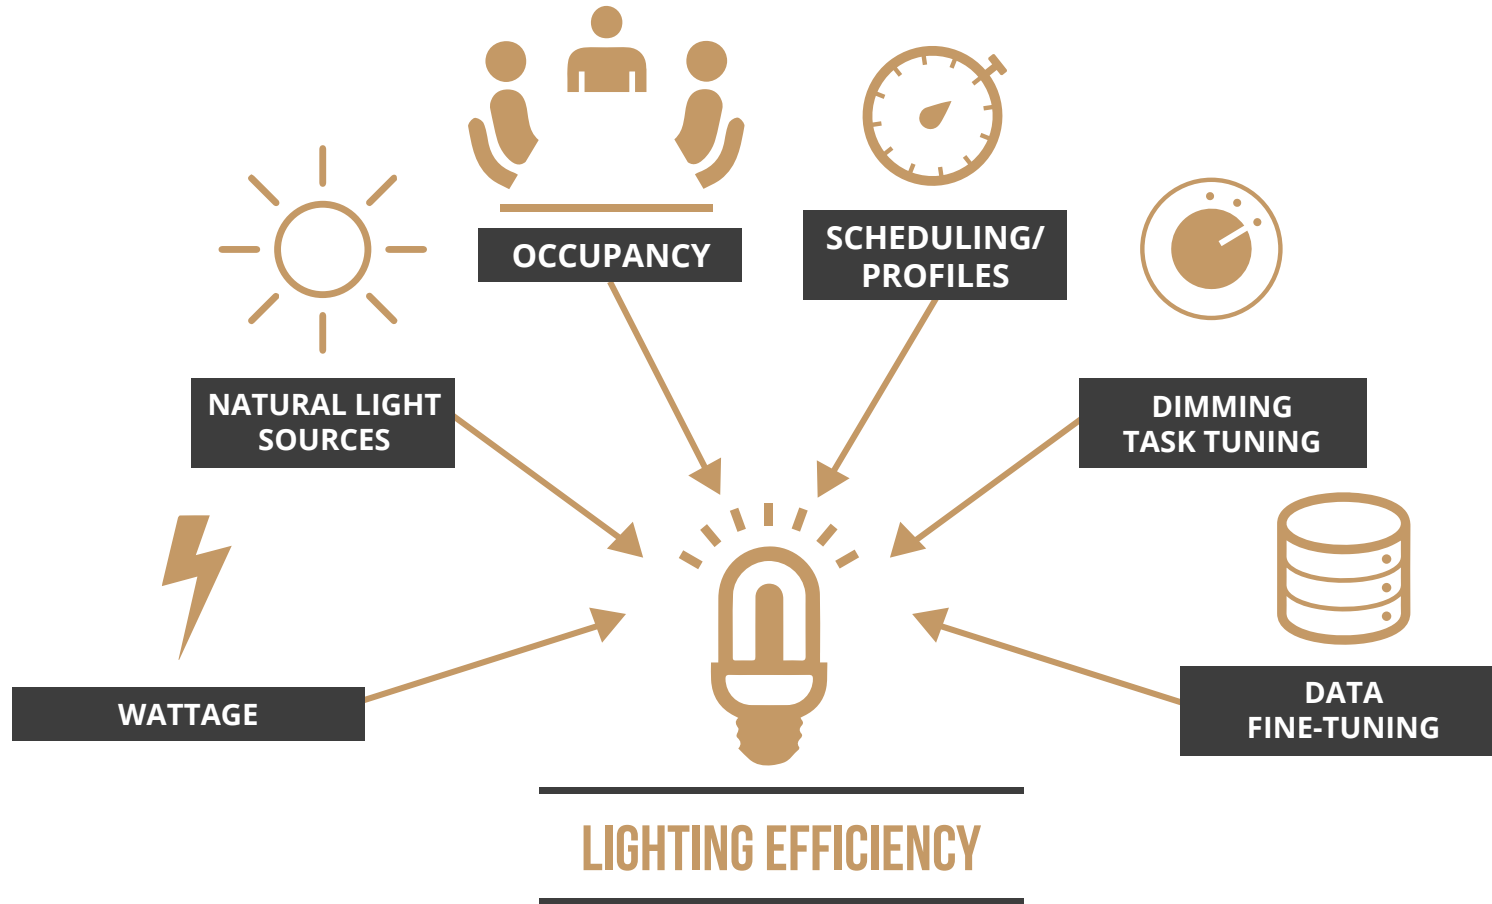 OCCUPANCY
SCHEDULING/
PROFILES
NATURAL LIGHT
SOURCES
DIMMING
TASK TUNING
WATTAGE
DATA
FINE-TUNING
LIGHTING EFFICIENCY